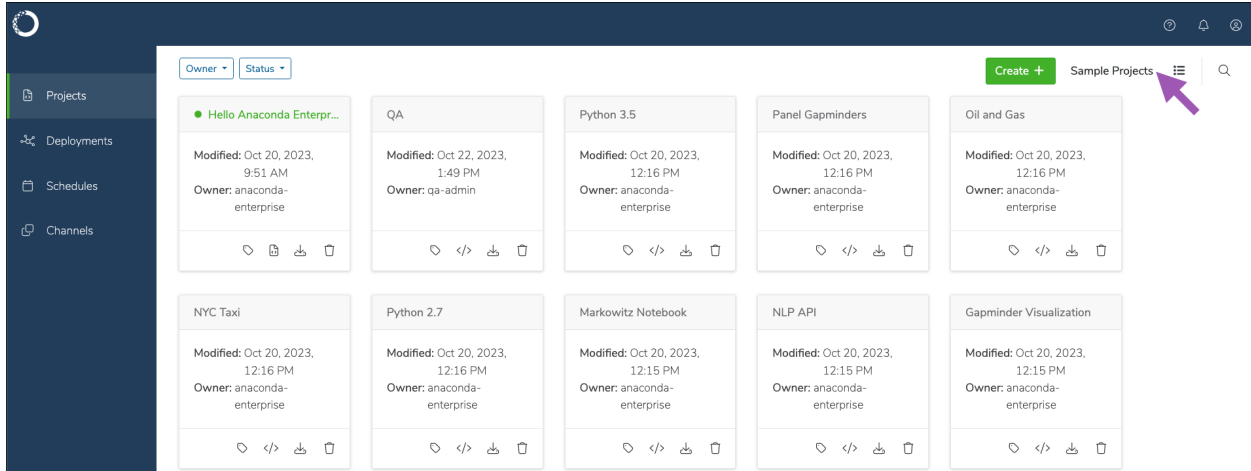 Owner Status Create + Sample Projects
Projects
Deployments
Schedules
Channels
Hello Anaconda Enterpr...
Modified: Oct 20, 2023,
9:51 AM
Owner: anaconda-
enterprise
QA
Modified: Oct 22, 2023,
1:49 PM
Owner: qa-admin
Python 3.5
Modified: Oct 20, 2023,
12:16 PM
Owner: anaconda-
enterprise
Panel Gapminders
Modified: Oct 20, 2023,
12:16 PM
Owner: anaconda-
enterprise
Oil and Gas
Modified: Oct 20, 2023,
12:16 PM
Owner: anaconda-
enterprise
NYC Taxi
Modified: Oct 20, 2023,
12:16 PM
Owner: anaconda-
enterprise
Python 2.7
Modified: Oct 20, 2023,
12:16 PM
Owner: anaconda-
enterprise
Markowitz Notebook
Modified: Oct 20, 2023,
12:15 PM
Owner: anaconda-
enterprise
NLP API
Modified: Oct 20, 2023,
12:15 PM
Owner: anaconda-
enterprise
Gapminder Visualization
Modified: Oct 20, 2023,
12:15 PM
Owner: anaconda-
enterprise